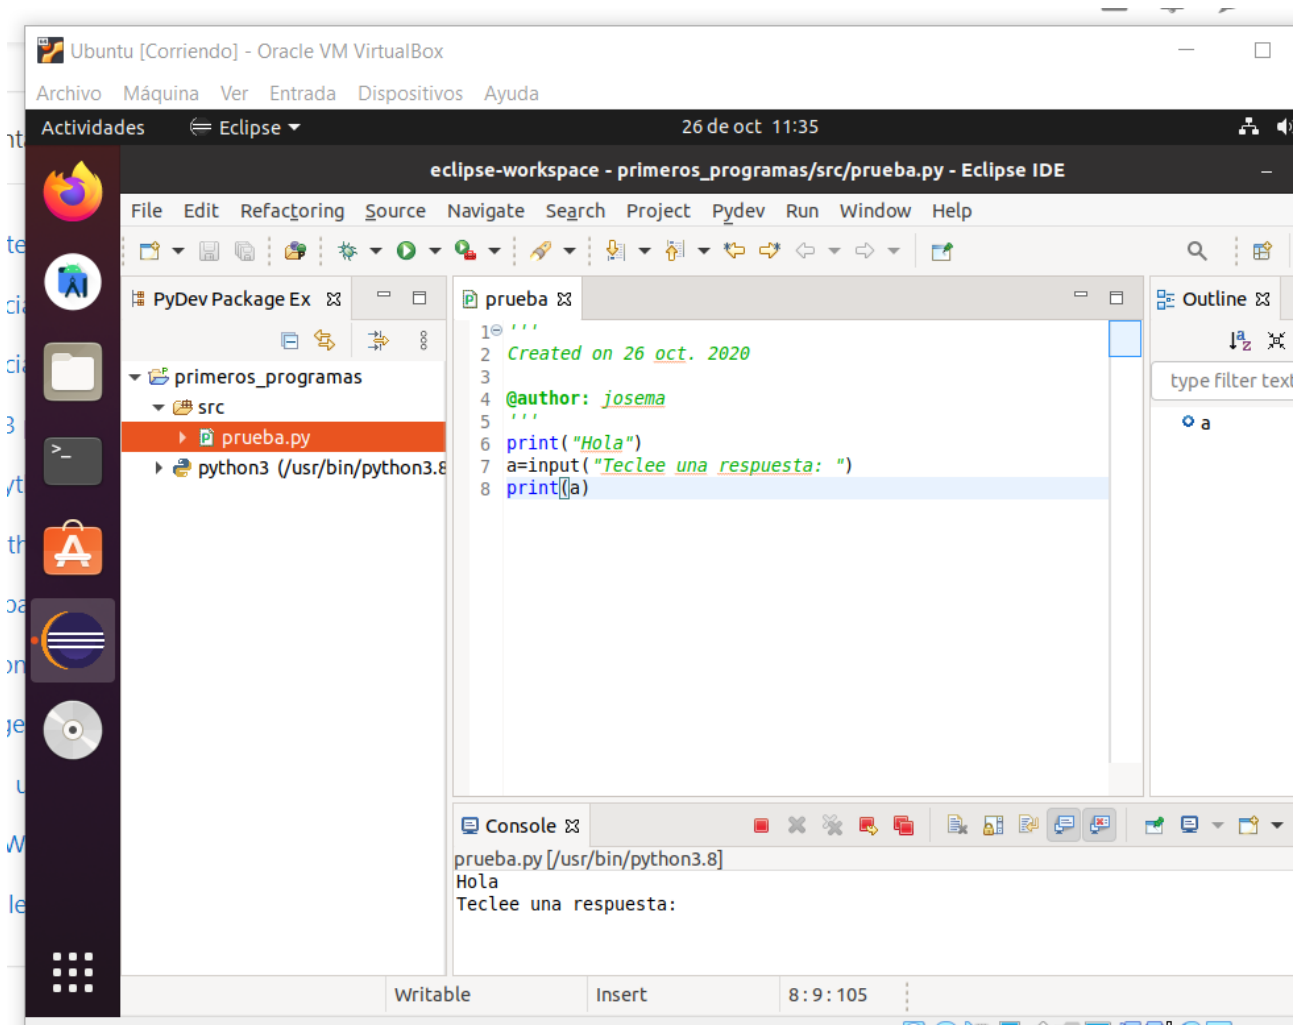 Ubuntu [Corriendo] - Oracle VM VirtualBox
Archivo Máquina Ver Entrada Dispositivos Ayuda
Actividades Eclipse 26 de oct 11:35
eclipse-workspace - primeros_programas/src/prueba.py - Eclipse IDE
File Edit Refactoring Source Navigate Search Project Pydev Run Window Help
PyDev Package Ex
primeros_programas
src
prueba.py
python3 (/usr/bin/python3.8
prueba
1 '''
2 Created on 26 oct. 2020
3
4 @author: josema
5 '''
6 print("Hola")
7 a=input("Teclee una respuesta: ")
8 print(a)
Outline
type filter text
a
Console
prueba.py [/usr/bin/python3.8]
Hola
Teclee una respuesta:
Writable Insert 8 : 9 : 105